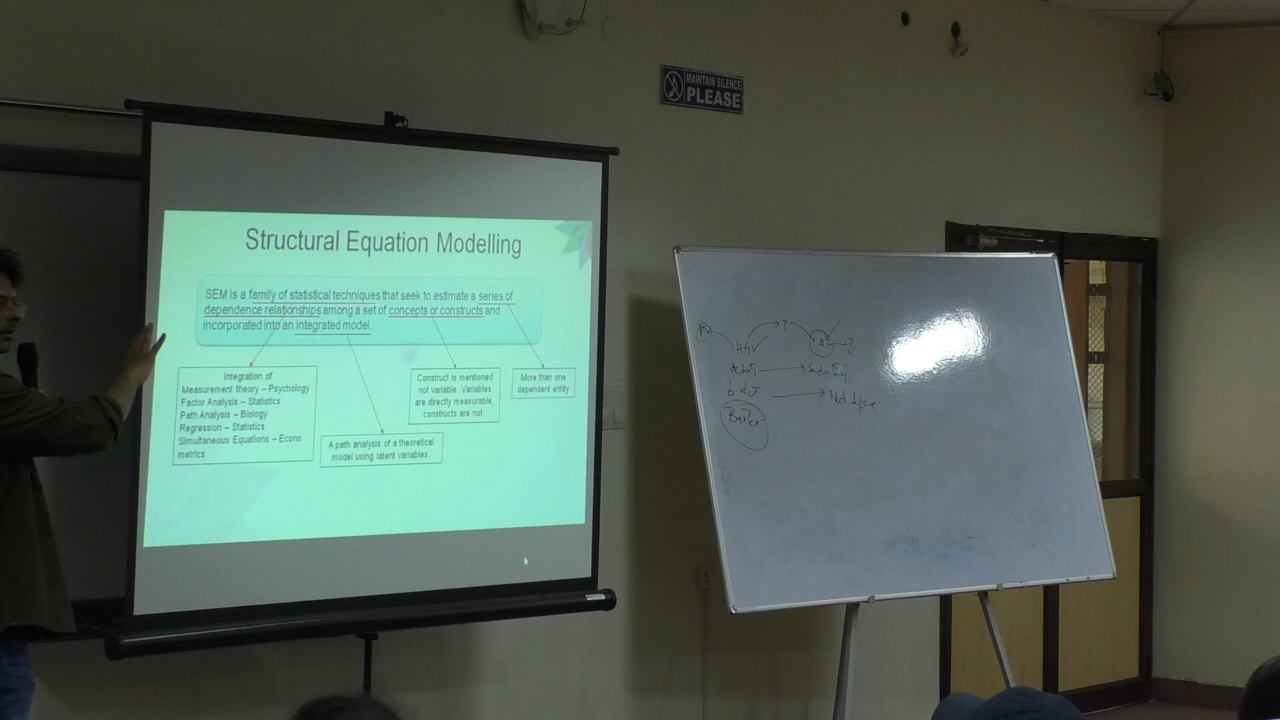 MAINTAIN SILENCE
PLEASE
Structural Equation Modelling
SEM is a family of statistical techniques that seek to estimate a series of
dependence relationships among a set of concepts or constructs and
incorporated into an integrated model.
Integration of
Measurement theory – Psychology
Factor Analysis – Statistics
Path Analysis – Biology
Regression – Statistics
Simultaneous Equations – Econo
metrics
A path analysis of a theoretical
model using latent variables.
Construct is mentioned
not variable. Variables
are directly measurable,
constructs are not.
More than one
dependent entity